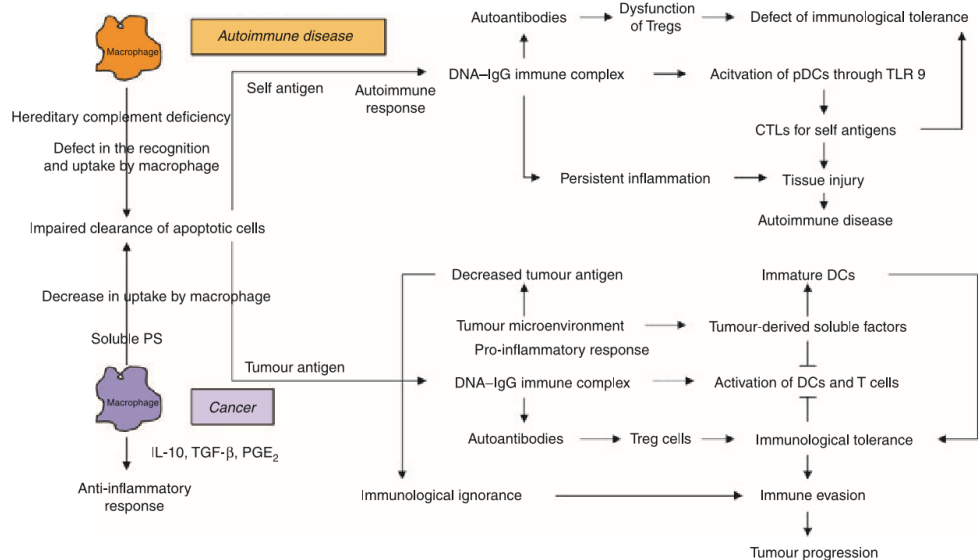 Macrophage
Autoimmune disease
Hereditary complement deficiency
Defect in the recognition
and uptake by macrophage
Impaired clearance of apoptotic cells
Decrease in uptake by macrophage
Soluble PS
Macrophage
Cancer
IL-10, TGF-β, PGE₂
Anti-inflammatory
response
Self antigen
Autoimmune
response
Autoantibodies
Dysfunction
of Tregs
Defect of immunological tolerance
DNA–IgG immune complex
Acitvation of pDCs through TLR 9
CTLs for self antigens
Persistent inflammation
Tissue injury
Autoimmune disease
Tumour antigen
Decreased tumour antigen
Immature DCs
Tumour microenvironment
Tumour-derived soluble factors
Pro-inflammatory response
DNA–IgG immune complex
Activation of DCs and T cells
Autoantibodies
Treg cells
Immunological tolerance
Immunological ignorance
Immune evasion
Tumour progression